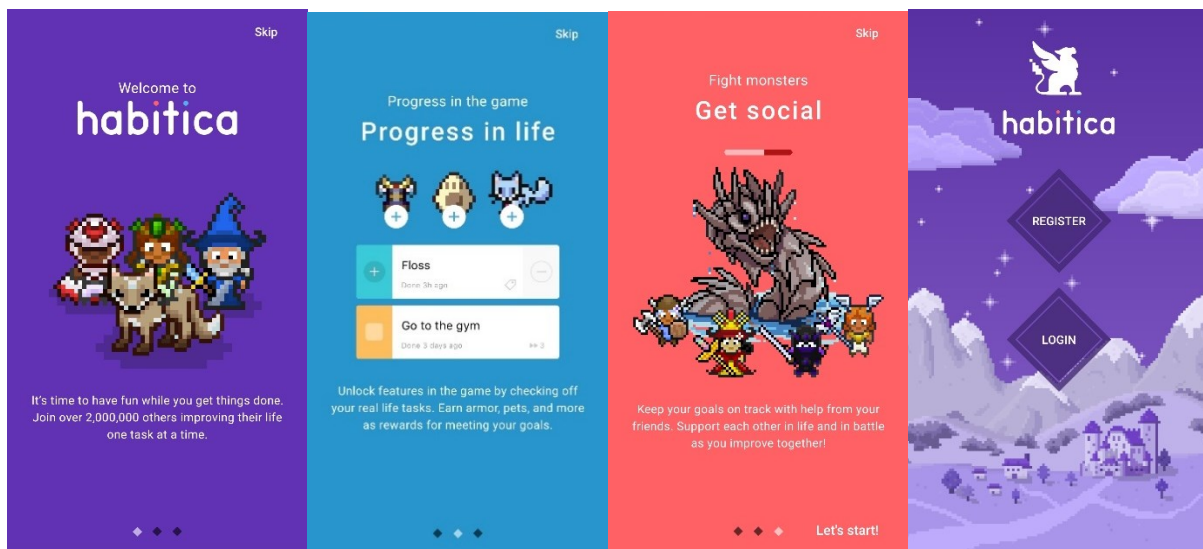 Skip
Welcome to
habitica
It's time to have fun while you get things done.
Join over 2,000,000 others improving their life
one task at a time.
Skip
Progress in the game
Progress in life
Floss
Done 3h ago
Go to the gym
Done 3 days ago
▸▸ 2
Unlock features in the game by checking off
your real life tasks. Earn armor, pets, and more
as rewards for meeting your goals.
Skip
Fight monsters
Get social
Keep your goals on track with help from your
friends. Support each other in life and in battle
as you improve together!
Let's start!
habitica
REGISTER
LOGIN